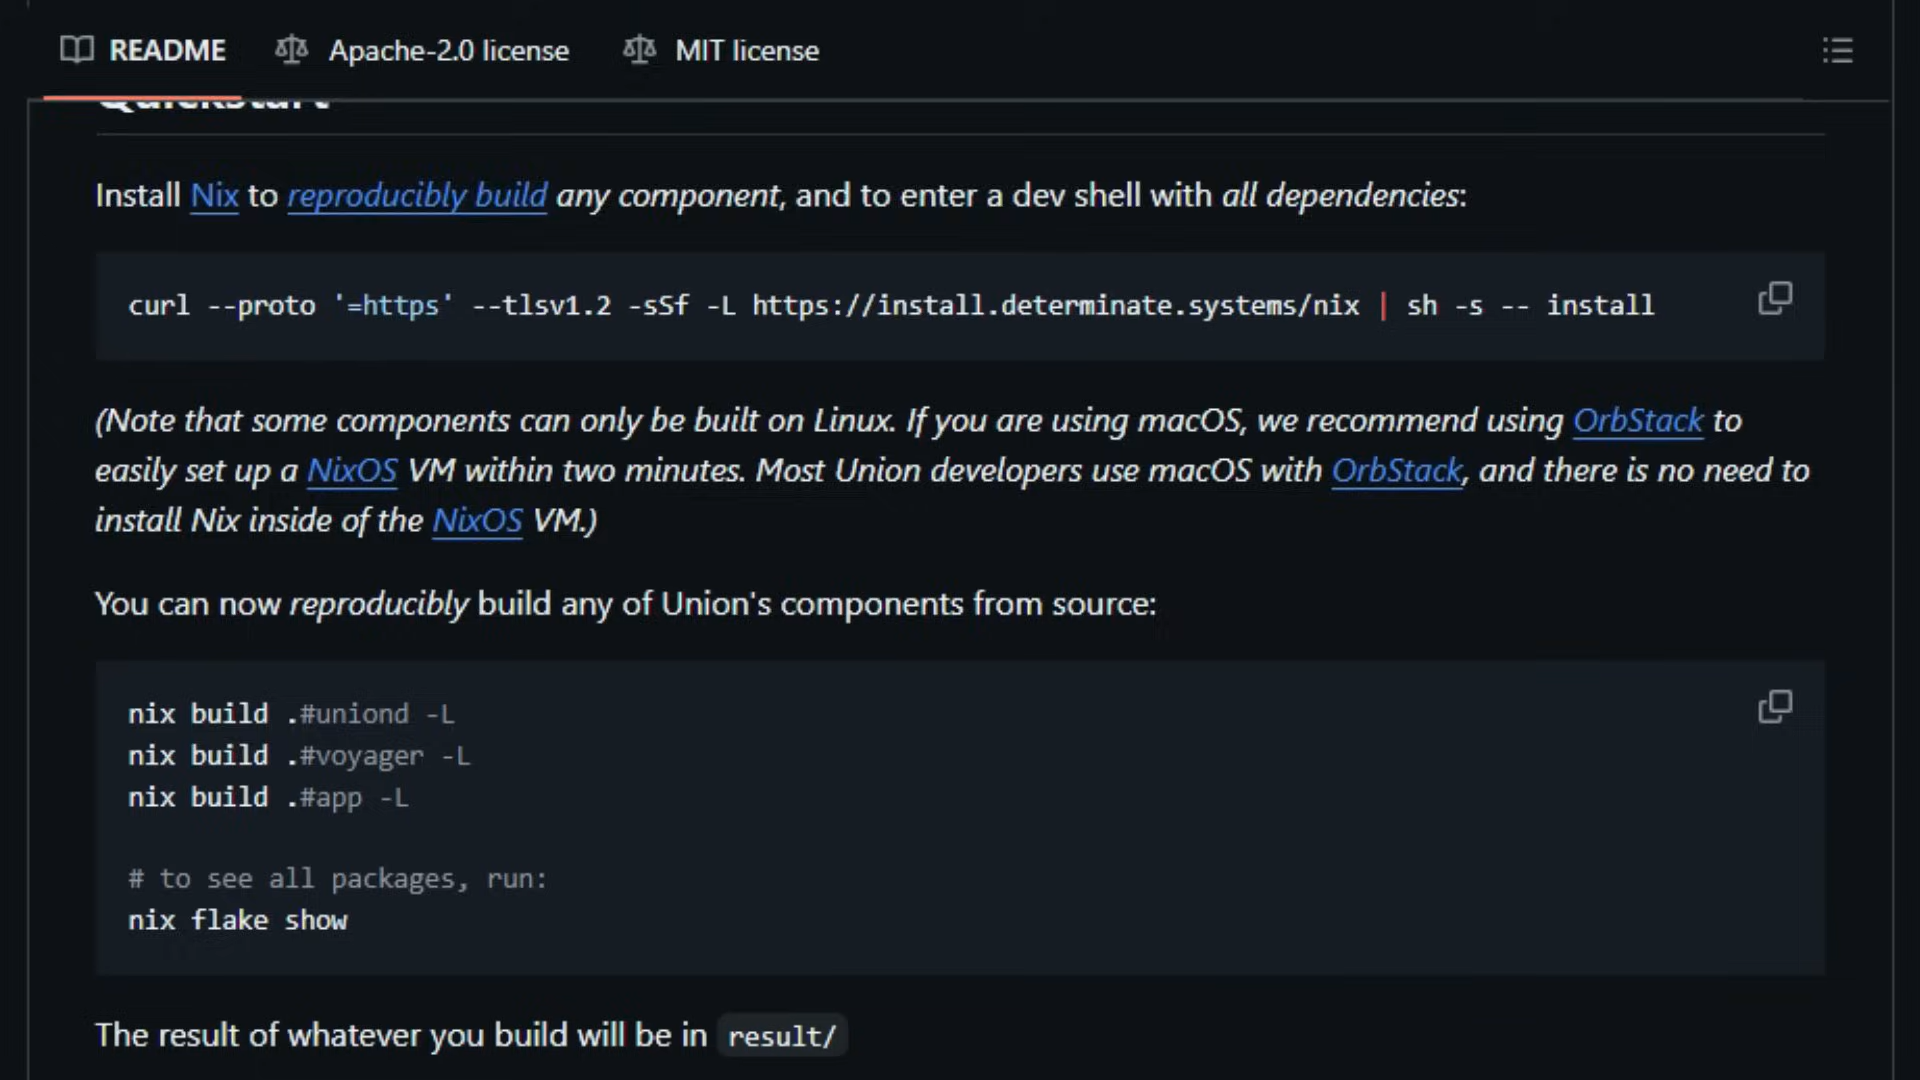 README Apache-2.0 license MIT license
Quickstart
Install Nix to reproducibly build any component, and to enter a dev shell with all dependencies:
curl --proto '=https' --tlsv1.2 -sSf -L https://install.determinate.systems/nix | sh -s -- install
(Note that some components can only be built on Linux. If you are using macOS, we recommend using OrbStack to
easily set up a NixOS VM within two minutes. Most Union developers use macOS with OrbStack, and there is no need to
install Nix inside of the NixOS VM.)
You can now reproducibly build any of Union's components from source:
nix build .#uniond -L
nix build .#voyager -L
nix build .#app -L
# to see all packages, run:
nix flake show
The result of whatever you build will be in result/